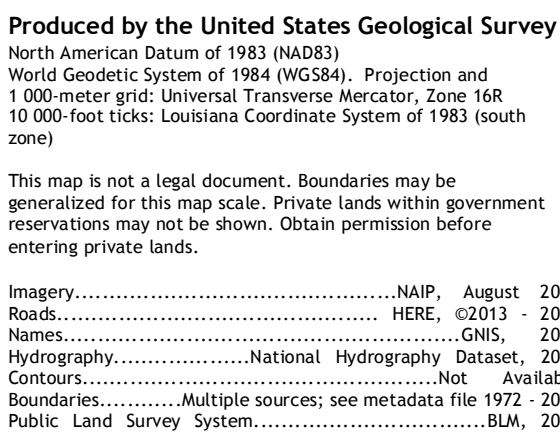 Produced by the United States Geological Survey
North American Datum of 1983 (NAD83)
World Geodetic System of 1984 (WGS84). Projection and
1 000-meter grid: Universal Transverse Mercator, Zone 16R
10 000-foot ticks: Louisiana Coordinate System of 1983 (south
zone)
This map is not a legal document. Boundaries may be
generalized for this map scale. Private lands within government
reservations may not be shown. Obtain permission before
entering private lands.
Imagery.............................................NAIP, August 20
Roads......................................... HERE, ©2013 - 20
Names.......................................................GNIS, 20
Hydrography...................National Hydrography Dataset, 20
Contours..................................................Not Availab
Boundaries...........Multiple sources; see metadata file 1972 - 20
Public Land Survey System.................................BLM, 20